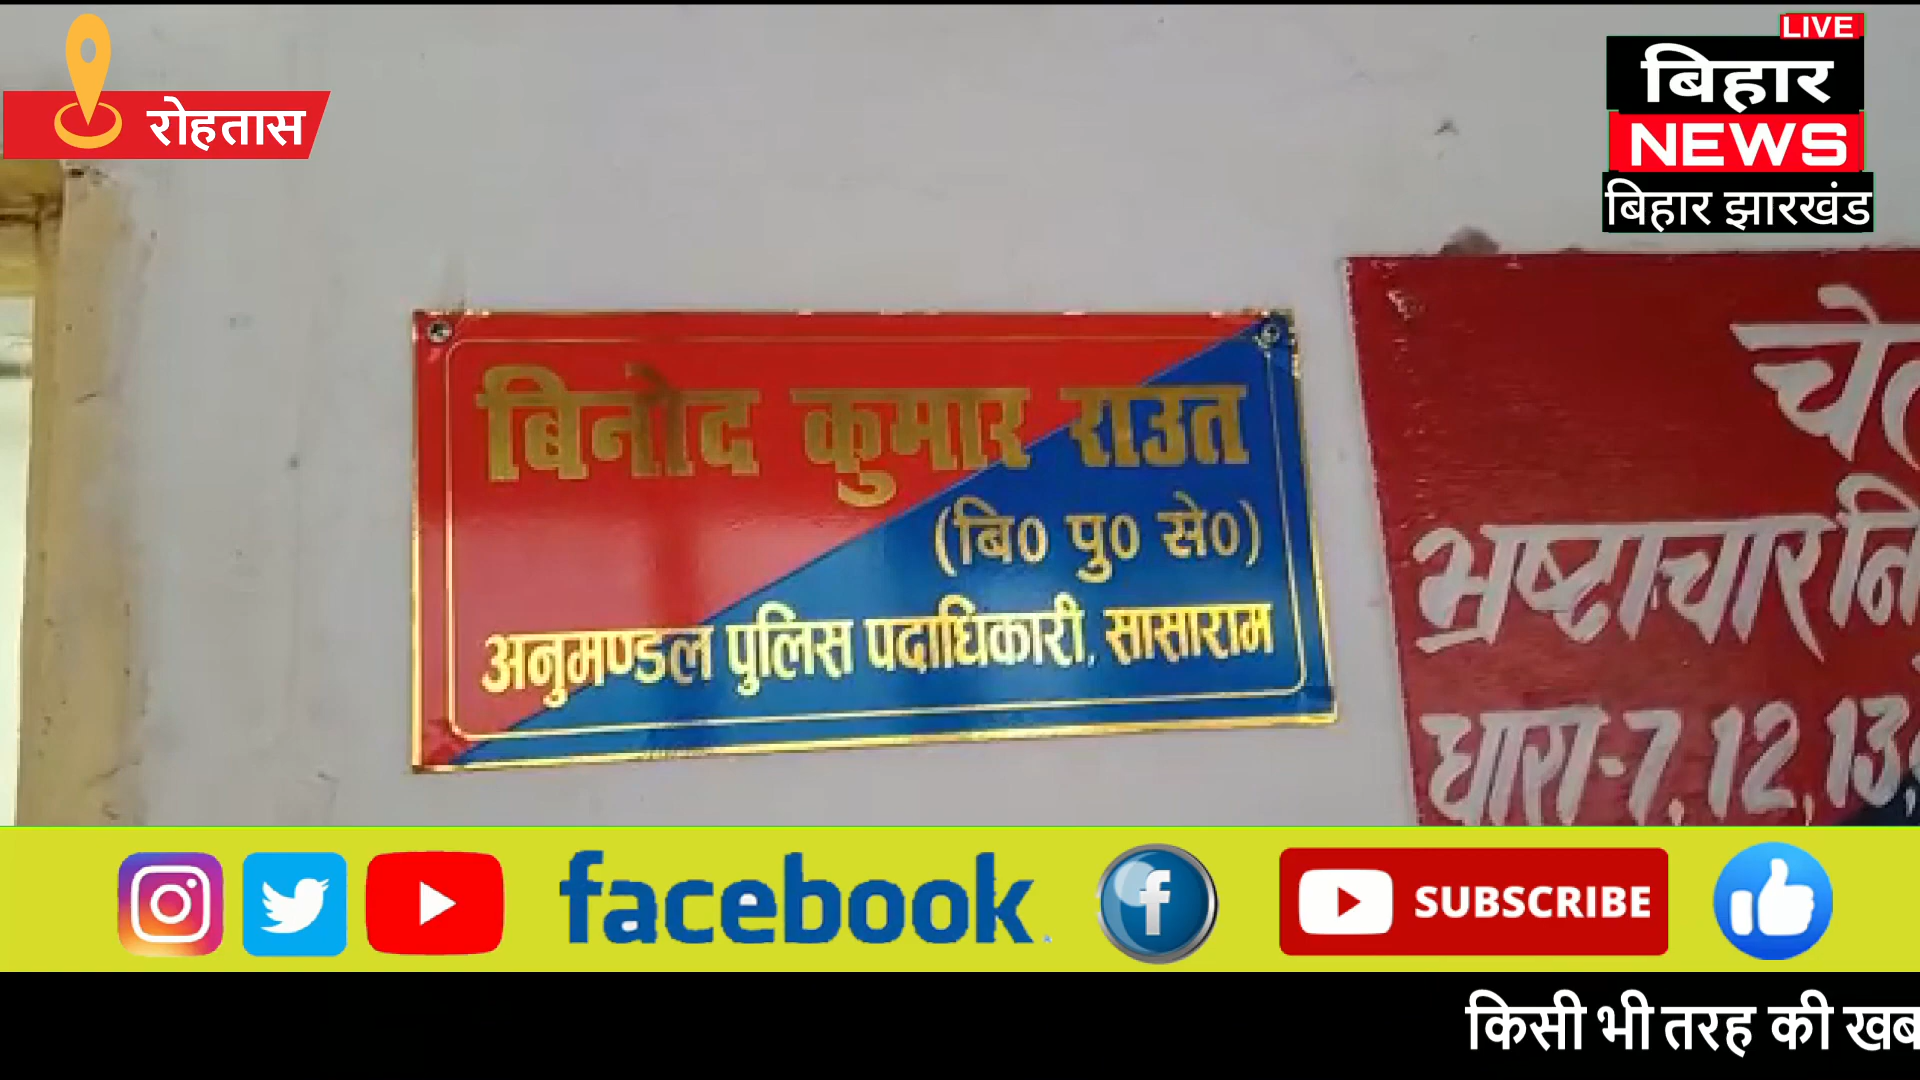 रोहतास
LIVE
बिहार
NEWS
बिहार झारखंड
बिनोद कुमार राउत
(बि० पु० से०)
अनुमण्डल पुलिस पदाधिकारी, सासाराम
भ्रष्टाचार
धारा-7, 12, 13,
facebook
SUBSCRIBE
किसी भी तरह की